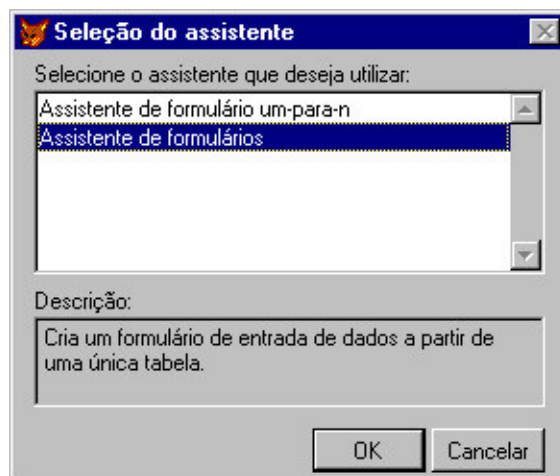 Seleção do assistente
Selecione o assistente que deseja utilizar:
Assistente de formulário um-para-n
Assistente de formulários
Descrição:
Cria um formulário de entrada de dados a partir de
uma única tabela.
OK
Cancelar